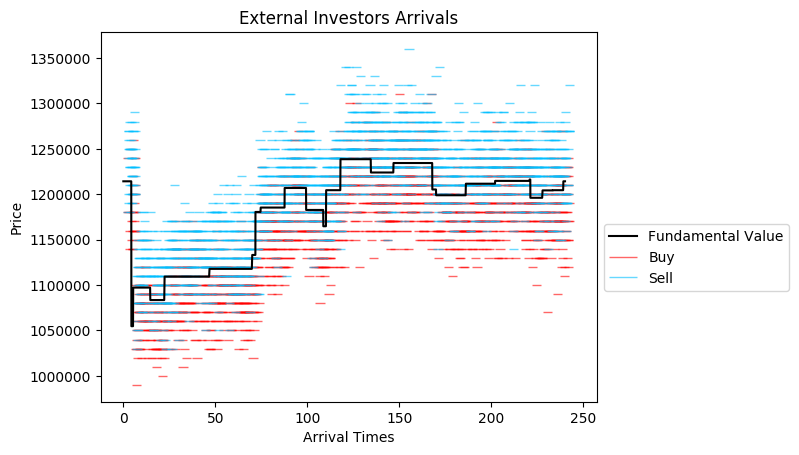 External Investors Arrivals
Price
1350000
1300000
1250000
1200000
1150000
1100000
1050000
1000000
0 50 100 150 200 250
Arrival Times
Fundamental Value
Buy
Sell